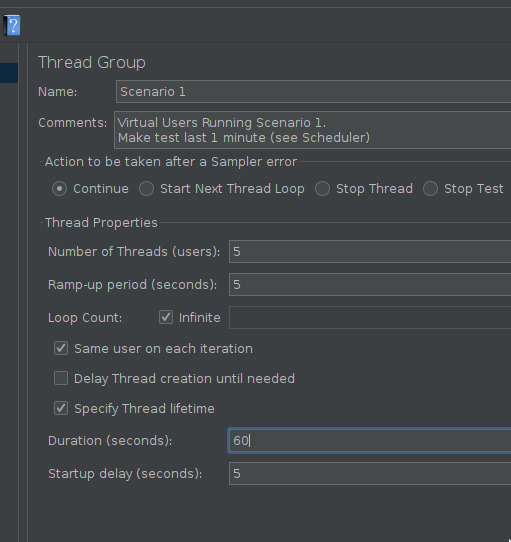 ?
Thread Group
Name: Scenario 1
Comments: Virtual Users Running Scenario 1.
Make test last 1 minute (see Scheduler)
Action to be taken after a Sampler error
Continue Start Next Thread Loop Stop Thread Stop Test
Thread Properties
Number of Threads (users): 5
Ramp-up period (seconds): 5
Loop Count: Infinite
Same user on each iteration
Delay Thread creation until needed
Specify Thread lifetime
Duration (seconds): 60
Startup delay (seconds): 5